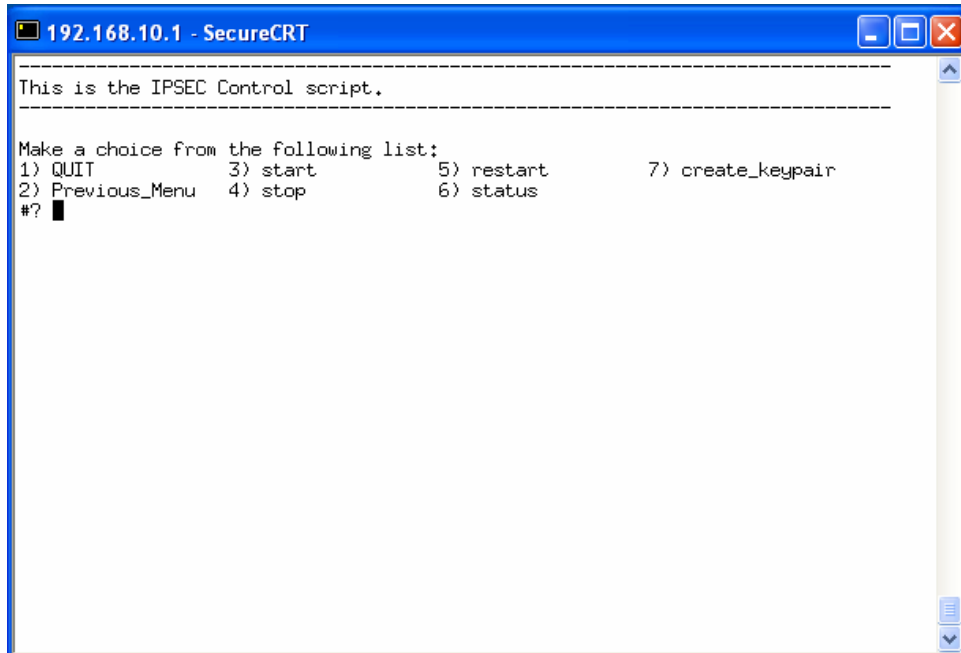 192.168.10.1 - SecureCRT
--------------------------------------------------------------------------------
This is the IPSEC Control script.
--------------------------------------------------------------------------------
Make a choice from the following list:
1) QUIT 3) start 5) restart 7) create_keypair
2) Previous_Menu 4) stop 6) status
#?